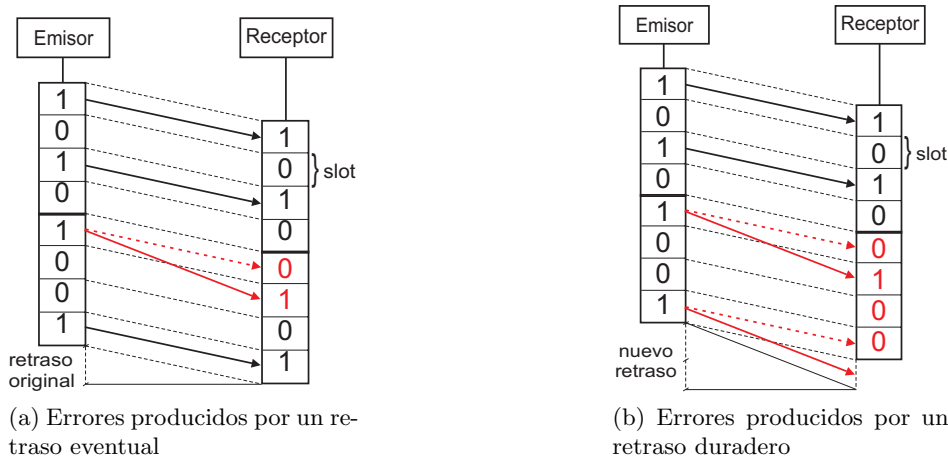 Emisor
Receptor
1
0
1
0
1
0
0
1
1
0
1
0
0
1
0
1
slot
retraso
original
(a) Errores producidos por un re-
traso eventual
Emisor
Receptor
1
0
1
0
1
0
0
1
1
0
1
0
0
1
0
0
slot
nuevo
retraso
(b) Errores producidos por un
retraso duradero